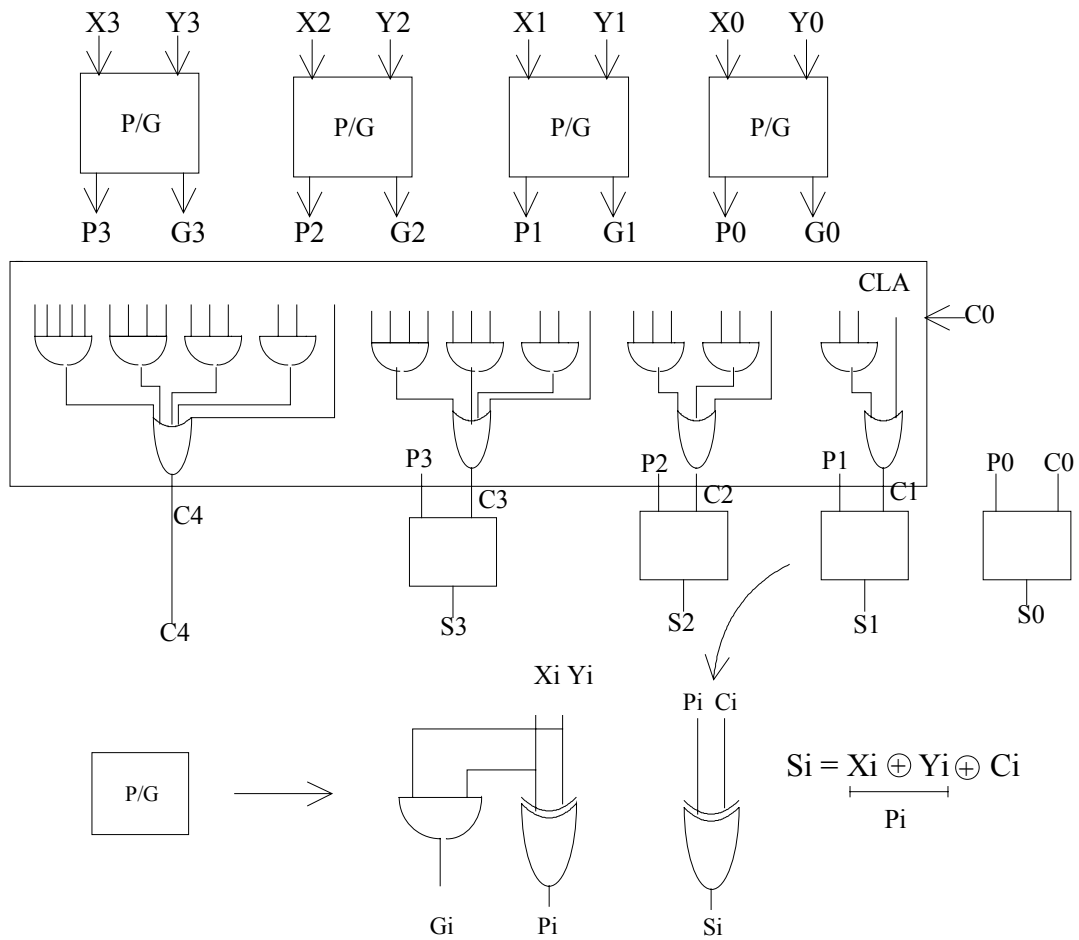 X3 Y3 X2 Y2 X1 Y1 X0 Y0
P/G P/G P/G P/G
P3 G3 P2 G2 P1 G1 P0 G0
CLA
C0
P3 P2 P1 P0 C0
C4 C3 C2 C1
C4 S3 S2 S1 S0
Xi Yi
Pi Ci
P/G
Si = Xi ⊕ Yi ⊕ Ci
Pi
Gi Pi Si